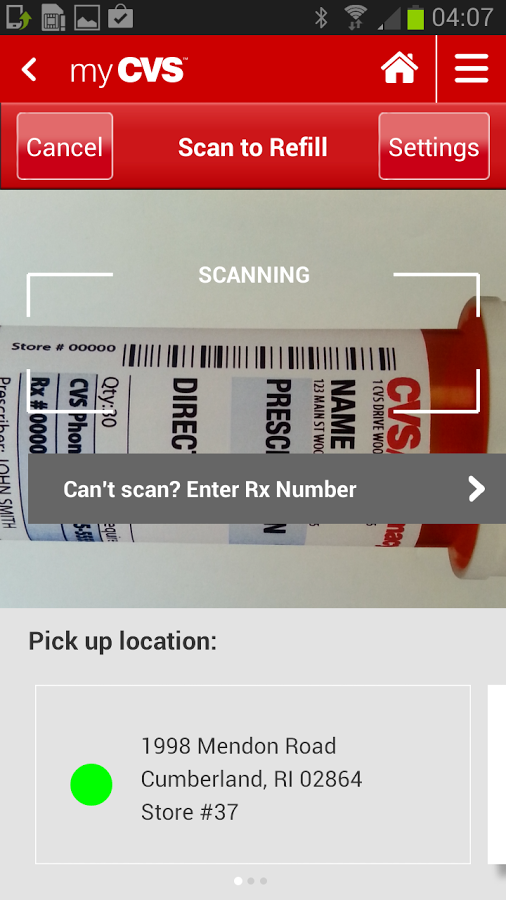 04:07
my CVS™
Cancel
Scan to Refill
Settings
SCANNING
Store # 00000
Prescriber: JOHN SMITH
Rx #0000
CVS Phon
Qty:30
DIREC
PRESC
123 MAIN ST WOO
NAME
1 CVS DRIVE WOO
CVS
Can't scan? Enter Rx Number
Pick up location:
1998 Mendon Road
Cumberland, RI 02864
Store #37